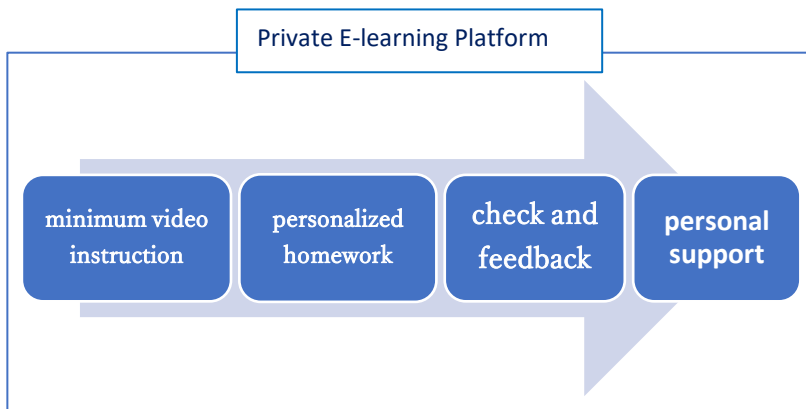 Private E-learning Platform
minimum video
instruction
personalized
homework
check and
feedback
personal
support